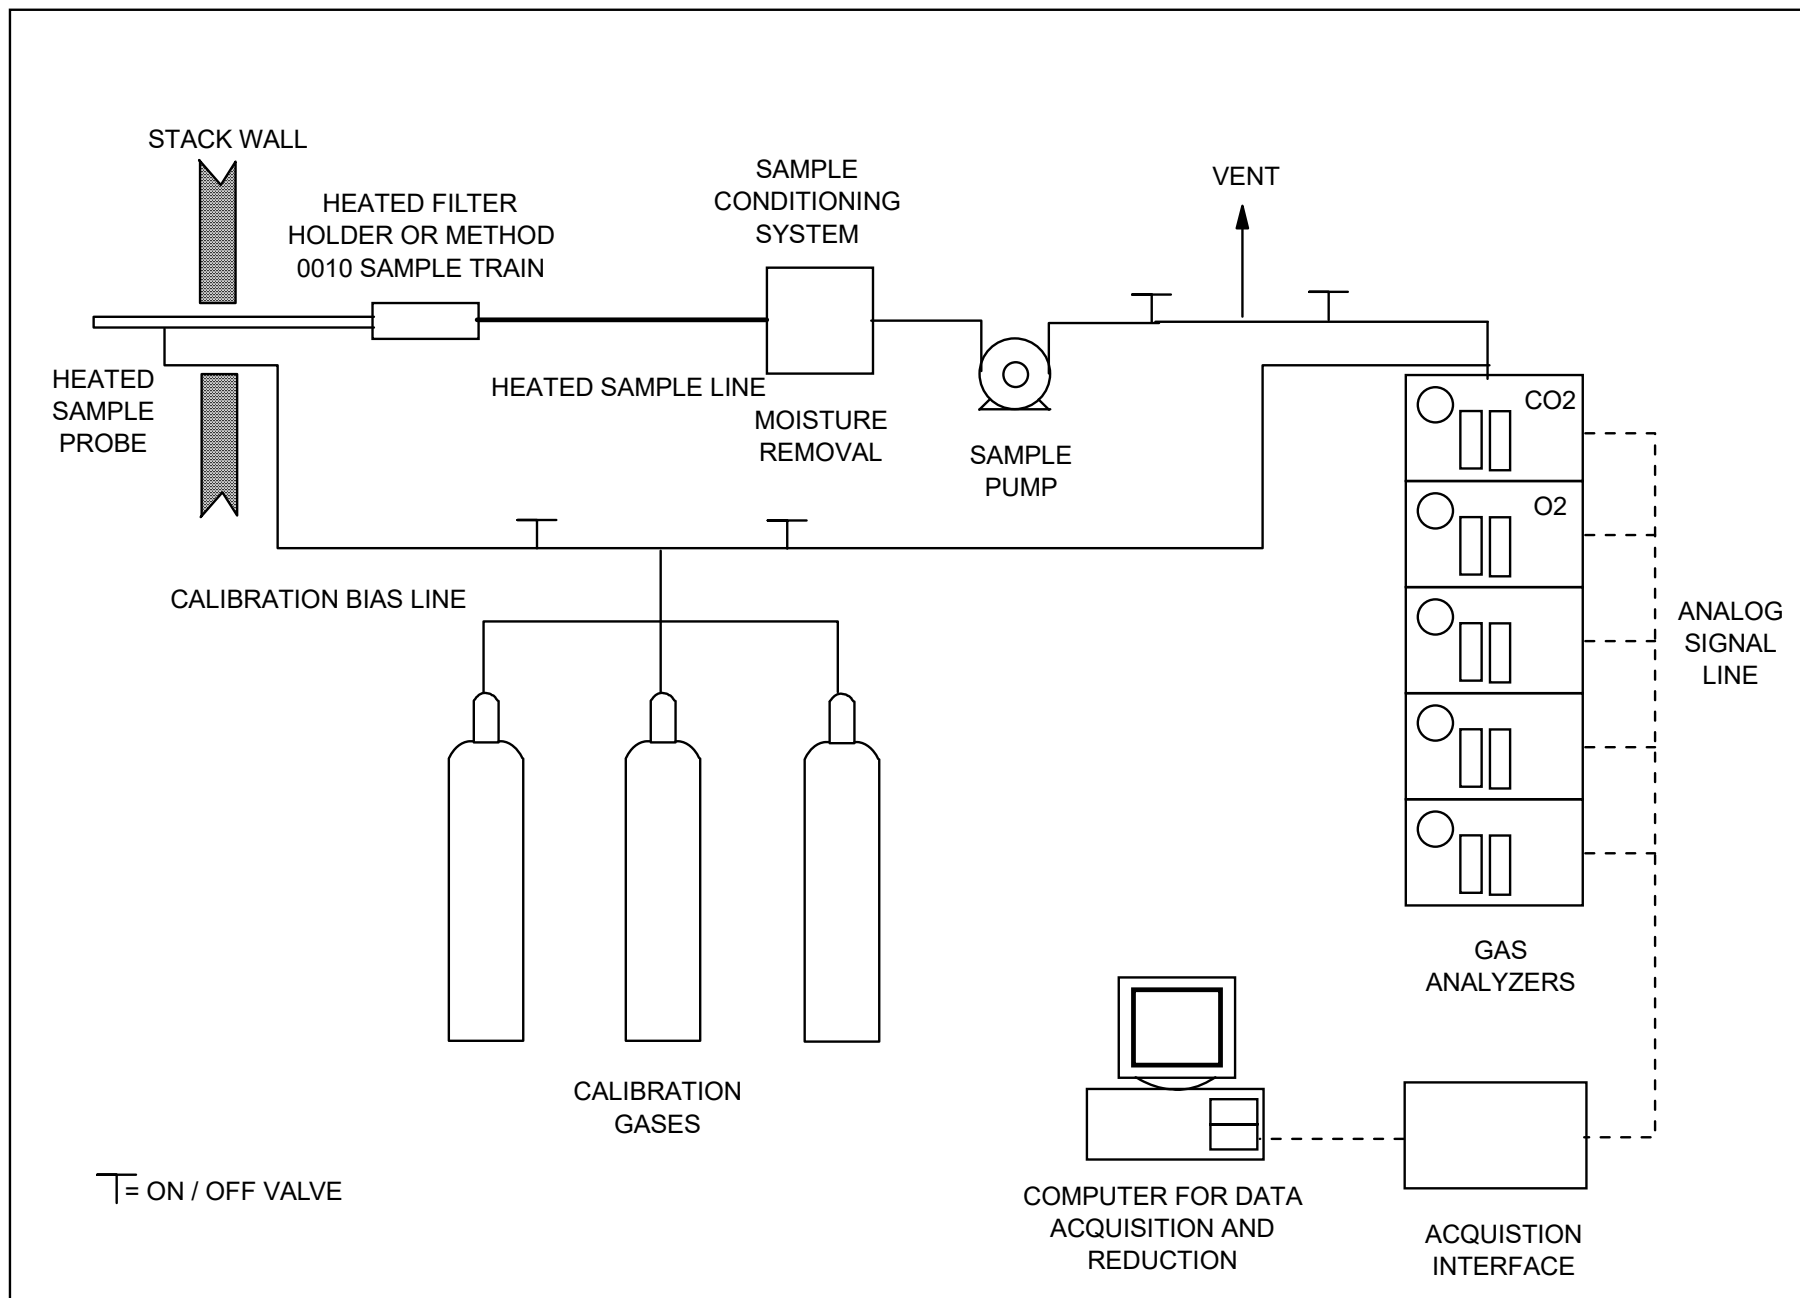 STACK WALL
HEATED FILTER
HOLDER OR METHOD
0010 SAMPLE TRAIN
SAMPLE
CONDITIONING
SYSTEM
VENT
HEATED
SAMPLE
PROBE
HEATED SAMPLE LINE
MOISTURE
REMOVAL
SAMPLE
PUMP
CO2
O2
ANALOG
SIGNAL
LINE
CALIBRATION BIAS LINE
GAS
ANALYZERS
CALIBRATION
GASES
= ON / OFF VALVE
COMPUTER FOR DATA
ACQUISITION AND
REDUCTION
ACQUISTION
INTERFACE